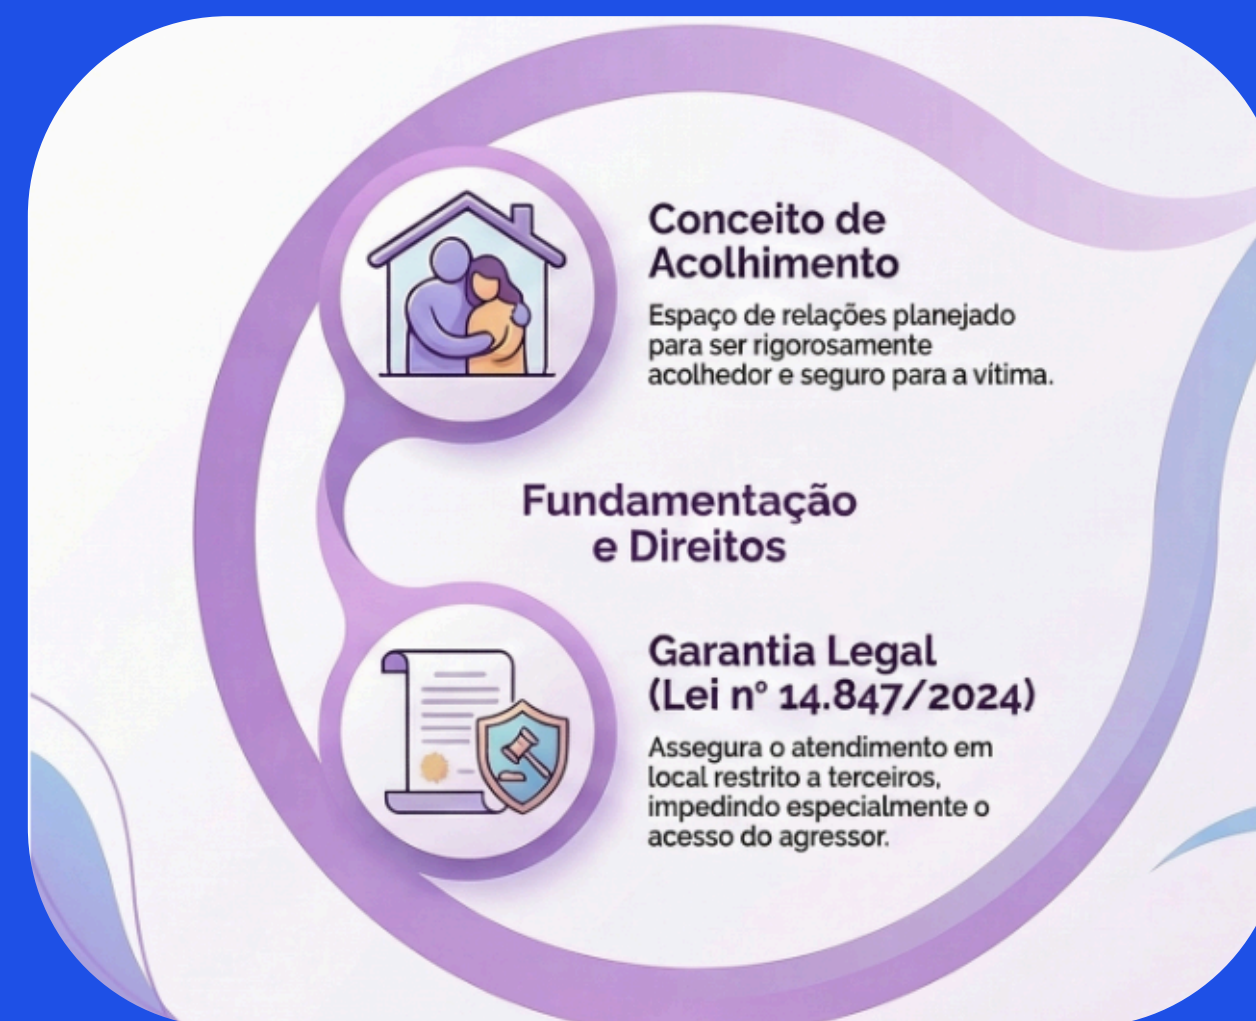 Conceito de
Acolhimento
Espaço de relações planejado
para ser rigorosamente
acolhedor e seguro para a vítima.
Fundamentação
e Direitos
Garantia Legal
(Lei nº 14.847/2024)
Assegura o atendimento em
local restrito a terceiros,
impedindo especialmente o
acesso do agressor.